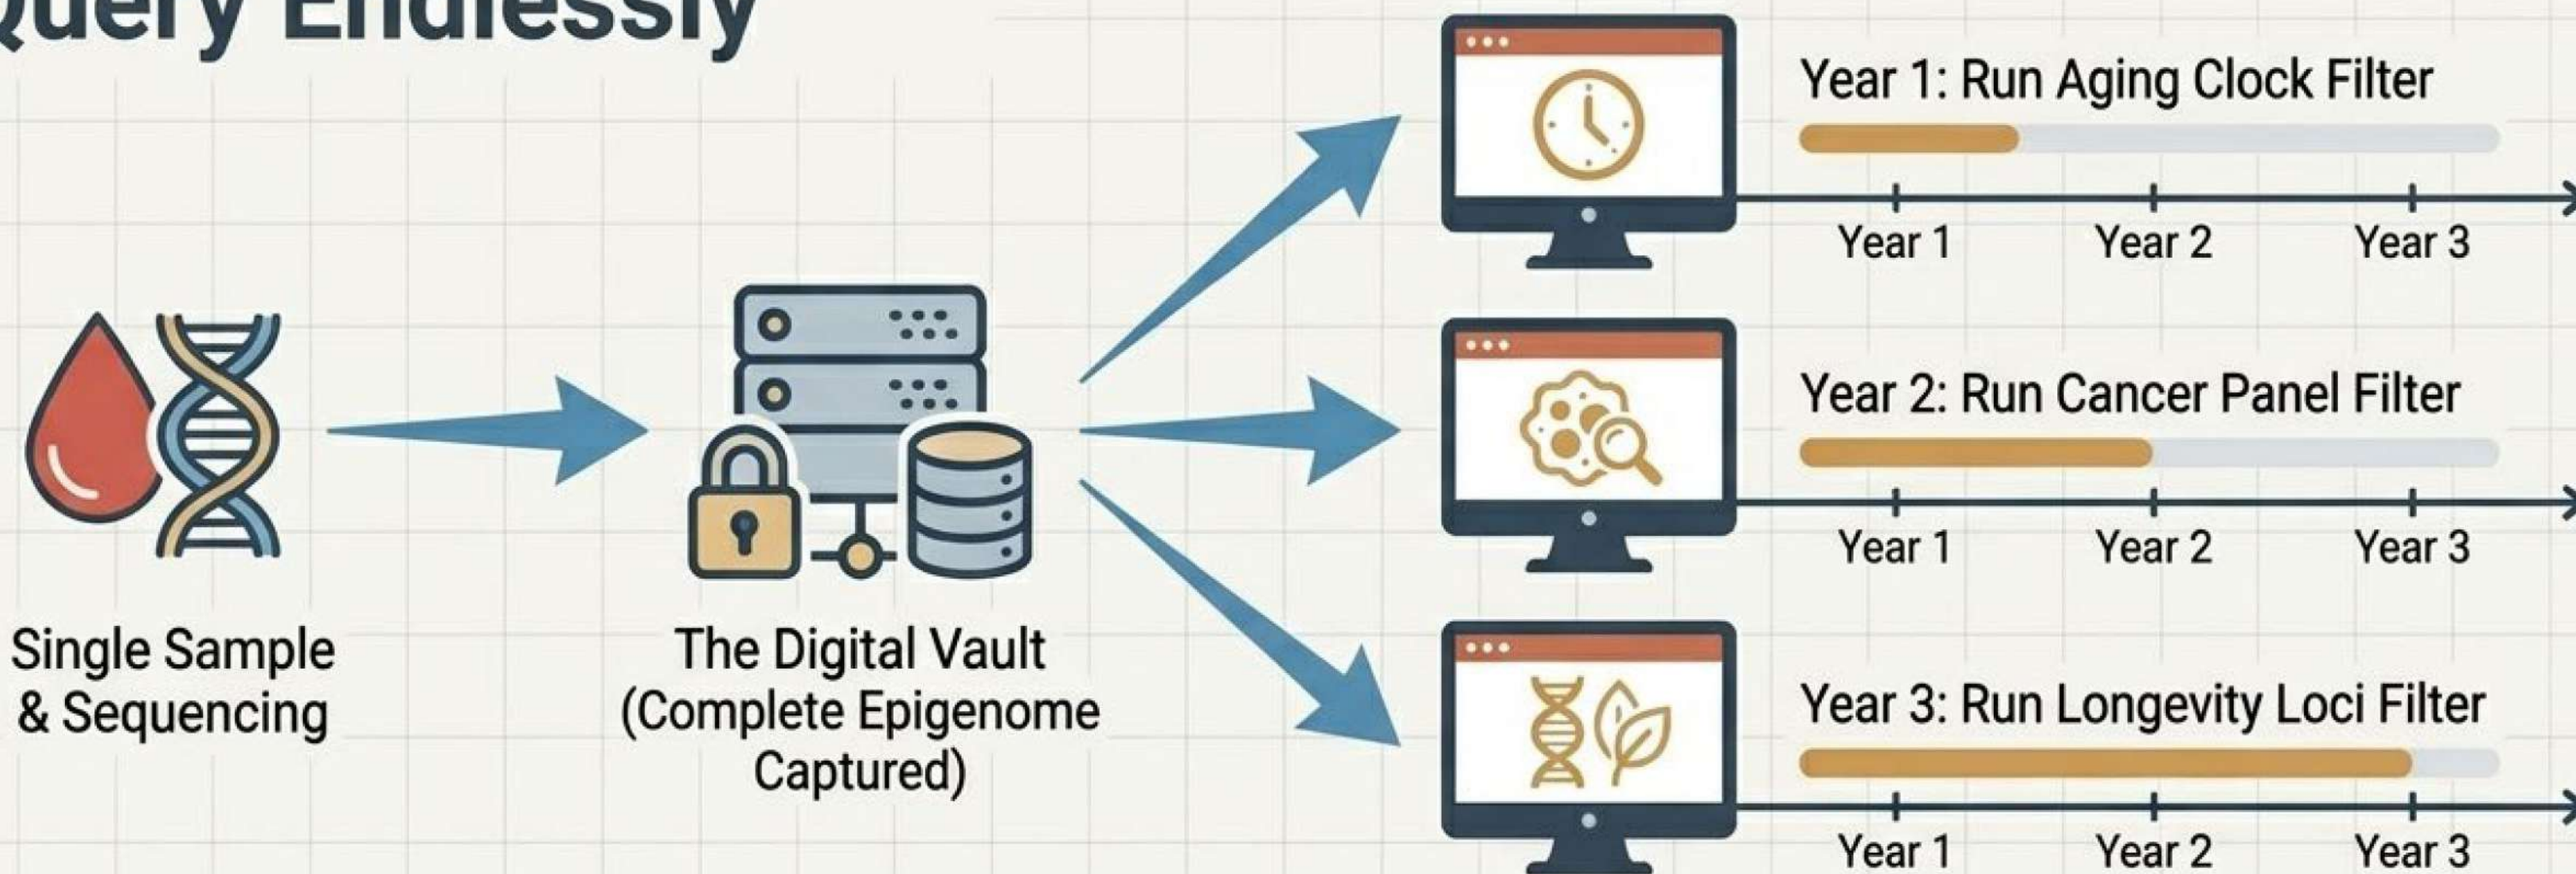 Query Endlessly
Year 1: Run Aging Clock Filter
Year 1 Year 2 Year 3
Year 2: Run Cancer Panel Filter
Year 1 Year 2 Year 3
Single Sample
& Sequencing
The Digital Vault
(Complete Epigenome
Captured)
Year 3: Run Longevity Loci Filter
Year 1 Year 2 Year 3